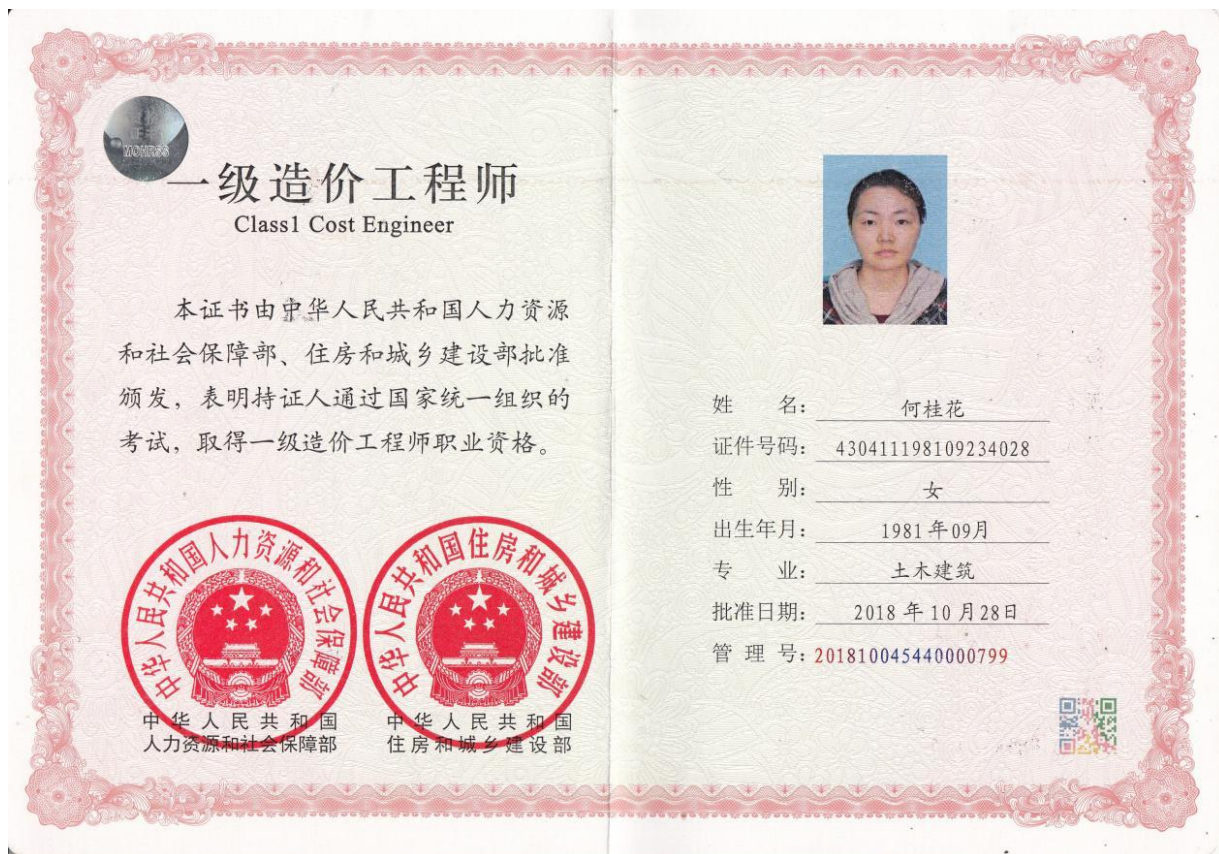 MOHRSS
一级造价工程师
Class1 Cost Engineer
本证书由中华人民共和国人力资源
和社会保障部、住房和城乡建设部批准
颁发，表明持证人通过国家统一组织的
考试，取得一级造价工程师职业资格。
中华人民共和国人力资源和社会保障部
中华人民共和国住房和城乡建设部
中华人民共和国
人力资源和社会保障部
中华人民共和国
住房和城乡建设部
姓 名： 何桂花
证件号码： 430411198109234028
性 别： 女
出生年月： 1981年09月
专 业： 土木建筑
批准日期： 2018 年 10 月28日
管 理 号：201810045440000799